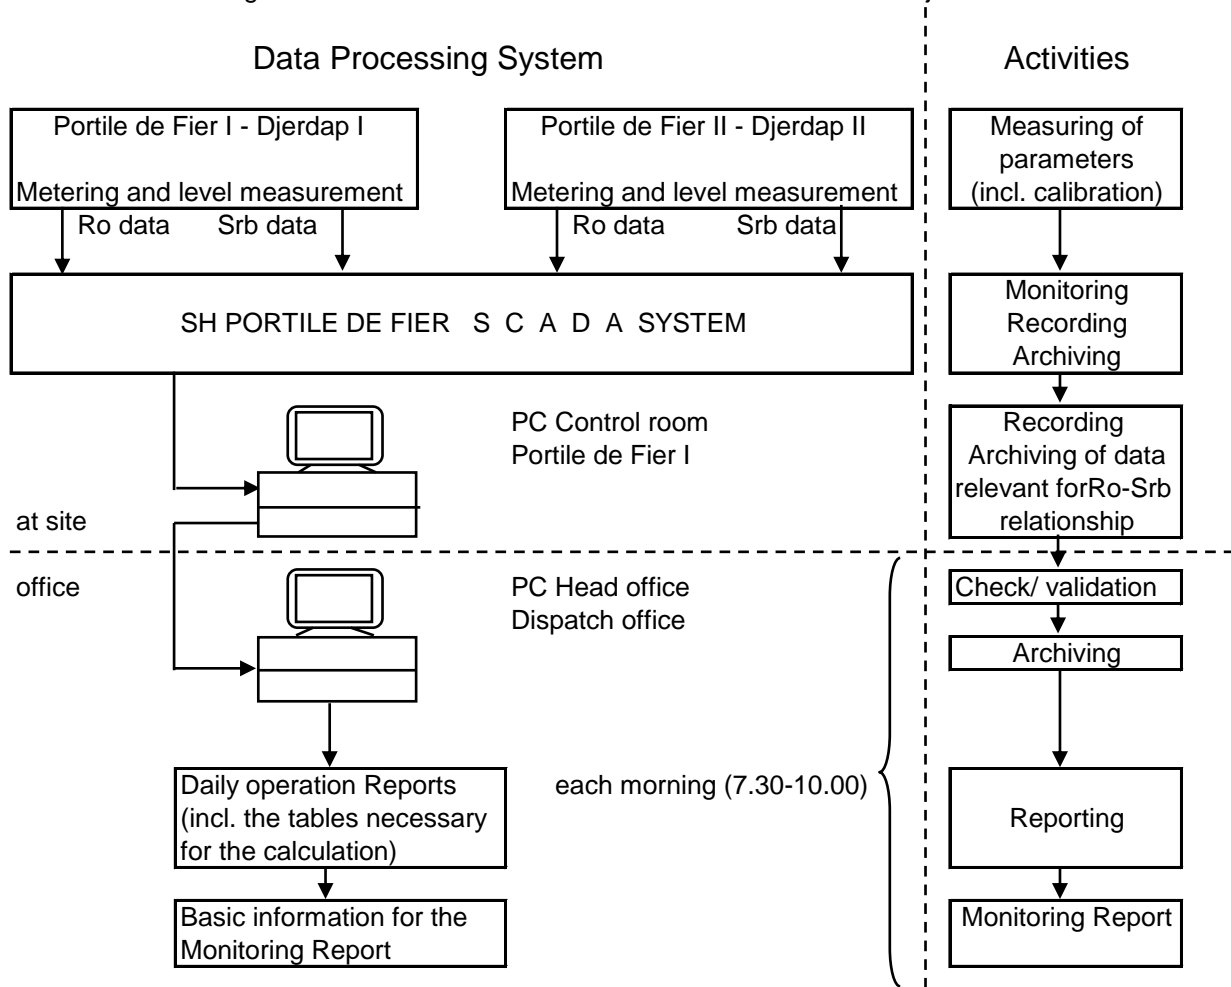 Data Processing System
Activities
Portile de Fier I - Djerdap I
Metering and level measurement
Portile de Fier II - Djerdap II
Metering and level measurement
Measuring of
parameters
(incl. calibration)
Ro data
Srb data
Ro data
Srb data
SH PORTILE DE FIER S C A D A SYSTEM
Monitoring
Recording
Archiving
PC Control room
Portile de Fier I
Recording
Archiving of data
relevant forRo-Srb
relationship
at site
office
PC Head office
Dispatch office
Check/ validation
Archiving
Daily operation Reports
(incl. the tables necessary
for the calculation)
each morning (7.30-10.00)
Reporting
Basic information for the
Monitoring Report
Monitoring Report